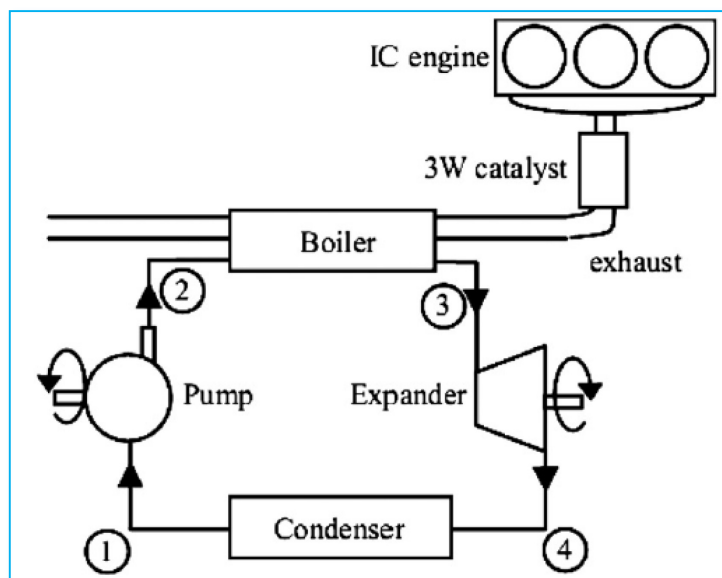 IC engine
3W catalyst
Boiler
exhaust
2
3
Pump
Expander
Condenser
1
4